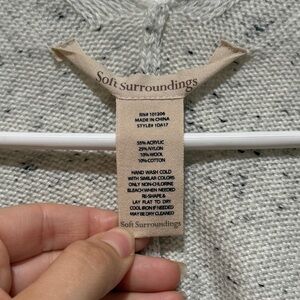 Soft Surroundings
RN# 101306
MADE IN CHINA
STYLE# 1OA17
55% ACRYLIC
25% NYLON
10% WOOL
10% COTTON
HAND WASH COLD
WITH SIMILAR COLORS
ONLY NON-CHLORINE
BLEACH WHEN NEEDED
RE-SHAPE &
LAY FLAT TO DRY
COOL IRON IF NEEDED
MAY BE DRY CLEANED
Soft Surroundings